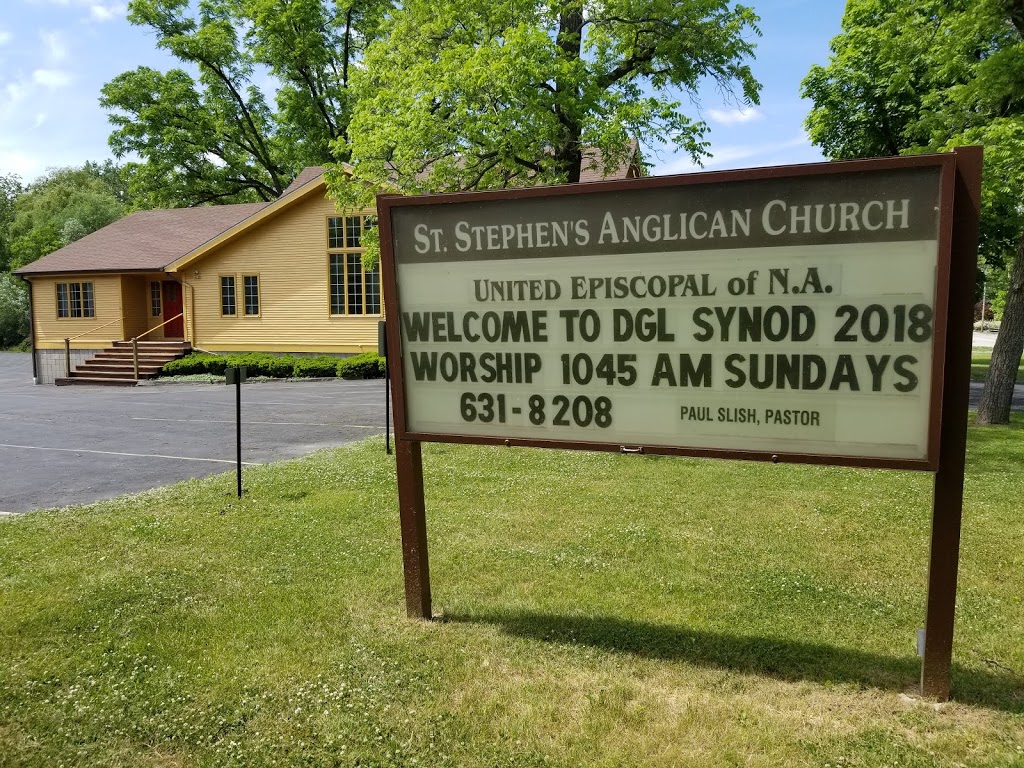 ST. STEPHEN'S ANGLICAN CHURCH
UNITED EPISCOPAL of N.A.
WELCOME TO DGL SYNOD 2018
WORSHIP 1045 AM SUNDAYS
631-8208 PAUL SLISH, PASTOR